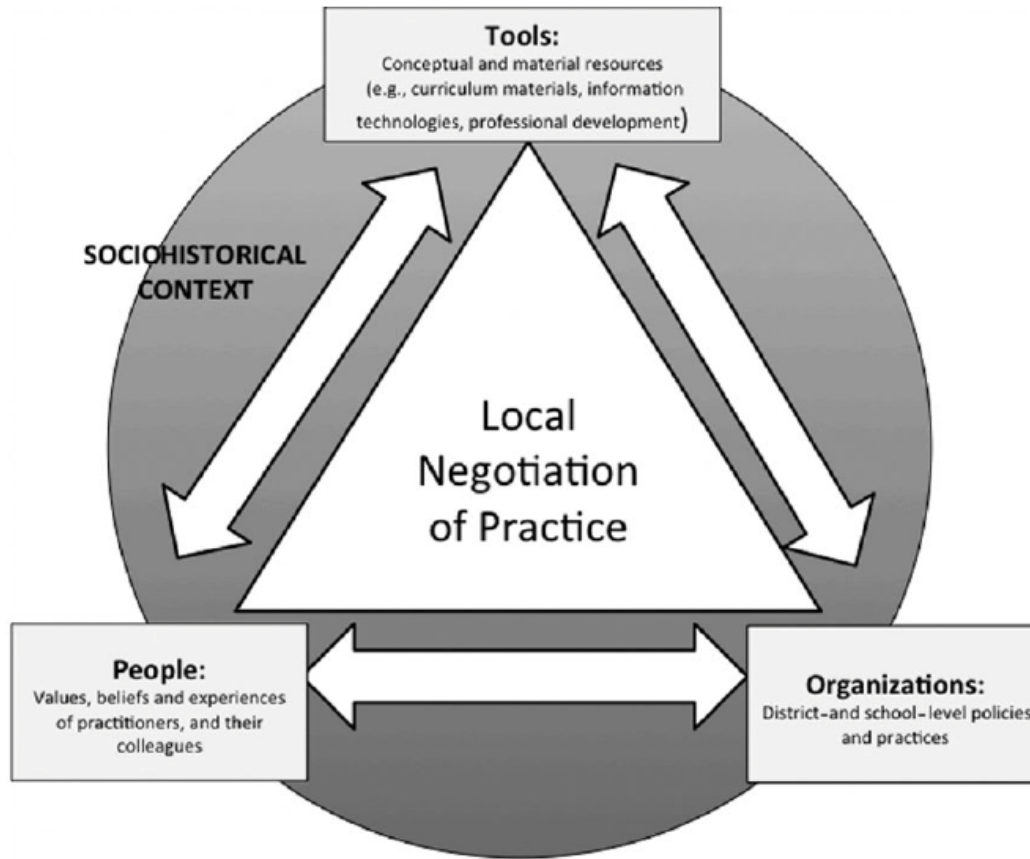 Tools:
Conceptual and material resources
(e.g., curriculum materials, information
technologies, professional development)
SOCIOHISTORICAL
CONTEXT
Local
Negotiation
of Practice
People:
Values, beliefs and experiences
of practitioners, and their
colleagues
Organizations:
District-and school-level policies
and practices